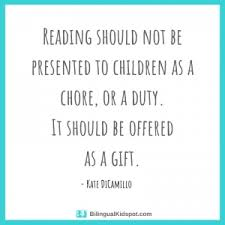 Reading should not be
presented to children as a
chore, or a duty.
It should be offered
as a gift.
- Kate DiCamillo
BilingualKidspot.com